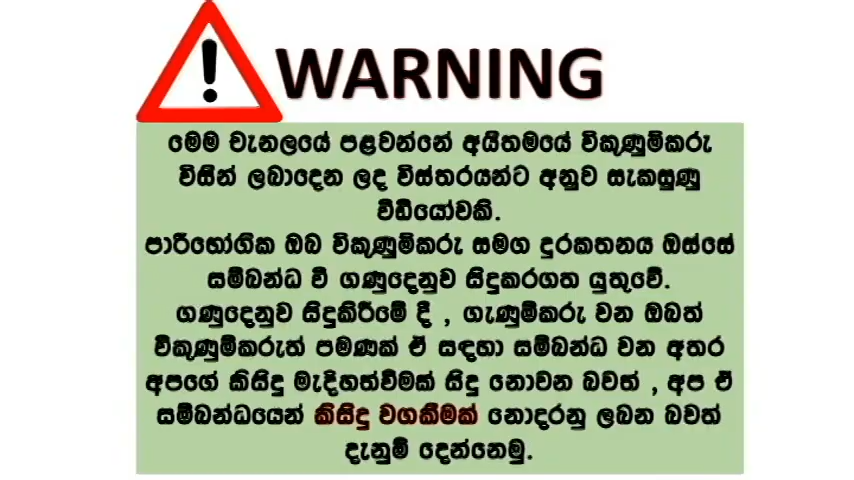 WARNING
මෙම චැනලයේ පළවන්නේ අයිතමයේ විකුණුම්කරු
විසින් ලබාදෙන ලද විස්තරයන්ට අනුව සැකසුණු
වීඩියෝවකි.
පාරිභෝගික ඔබ විකුණුම්කරු සමග දුරකතනය ඔස්සේ
සම්බන්ධ වී ගණුදෙනුව සිදුකරගත යුතුවේ.
ගණුදෙනුව සිදුකිරීමේ දී , ගැණුම්කරු වන ඔබත්
විකුණුම්කරුත් පමණක් ඒ සඳහා සම්බන්ධ වන අතර
අපගේ කිසිදු මැදිහත්වීමක් සිදු නොවන බවත් , අප ඒ
සම්බන්ධයෙන් කිසිදු වගකීමක් නොදරනු ලබන බවත්
දැනුම් දෙන්නෙමු.